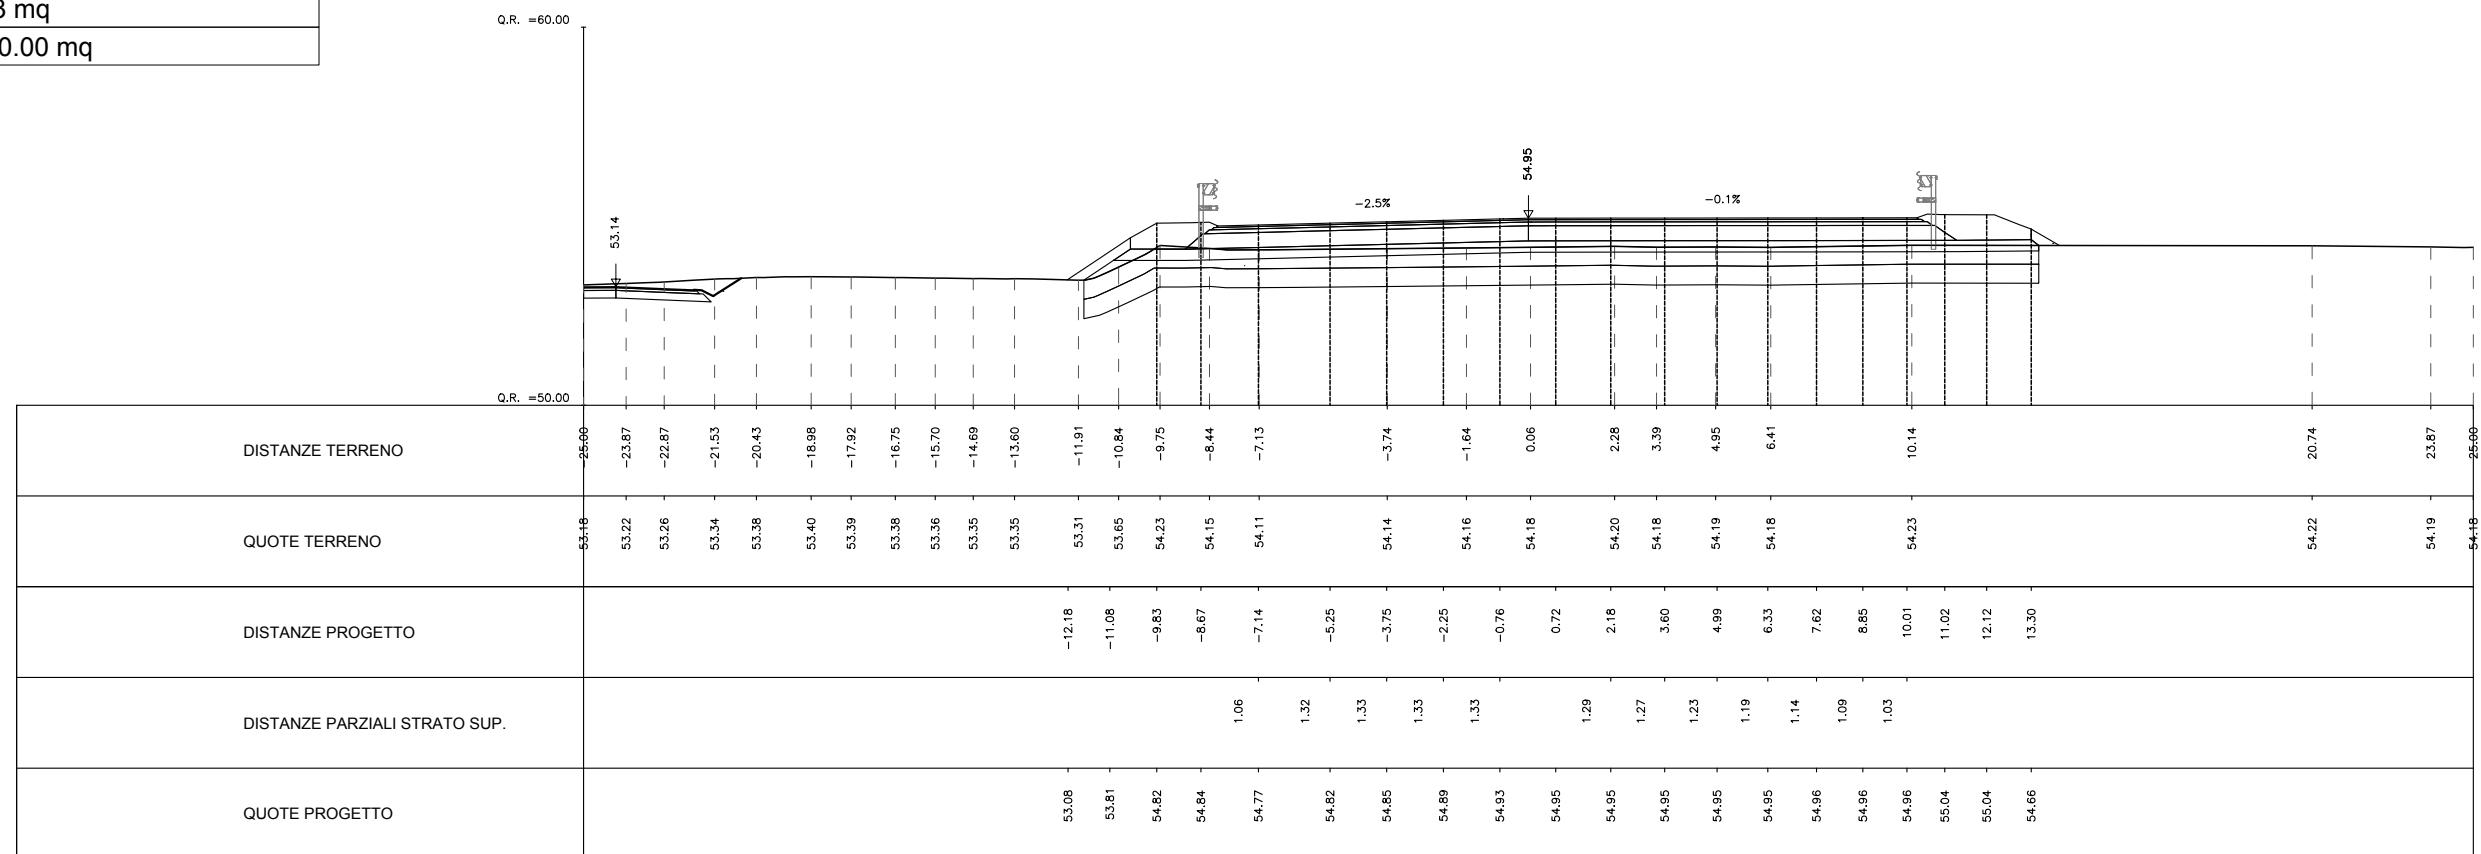 3 mq
0.00 mq
Q.R. =60.00
54.95
53.14
-2.5%
-0.1%
Q.R. =50.00
DISTANZE TERRENO
-25.00 -23.87 -22.87 -21.53 -20.43 -18.98 -17.92 -16.75 -15.70 -14.69 -13.60 -11.91 -10.84 -9.75 -8.44 -7.13 -3.74 -1.64 0.06 2.28 3.39 4.95 6.41 10.14 20.74 23.87 25.00
QUOTE TERRENO
53.18 53.22 53.26 53.34 53.38 53.40 53.39 53.38 53.36 53.35 53.35 53.31 53.65 54.23 54.15 54.11 54.14 54.16 54.18 54.20 54.18 54.19 54.18 54.23 54.22 54.19 54.18
DISTANZE PROGETTO
-12.18 -11.08 -9.83 -8.67 -7.14 -5.25 -3.75 -2.25 -0.76 0.72 2.18 3.60 4.99 6.33 7.62 8.85 10.01 11.02 12.12 13.30
DISTANZE PARZIALI STRATO SUP.
1.06 1.32 1.33 1.33 1.33 1.29 1.27 1.23 1.19 1.14 1.09 1.03
QUOTE PROGETTO
53.08 53.81 54.82 54.84 54.77 54.82 54.85 54.89 54.93 54.95 54.95 54.95 54.95 54.95 54.96 54.96 54.96 55.04 55.04 54.66